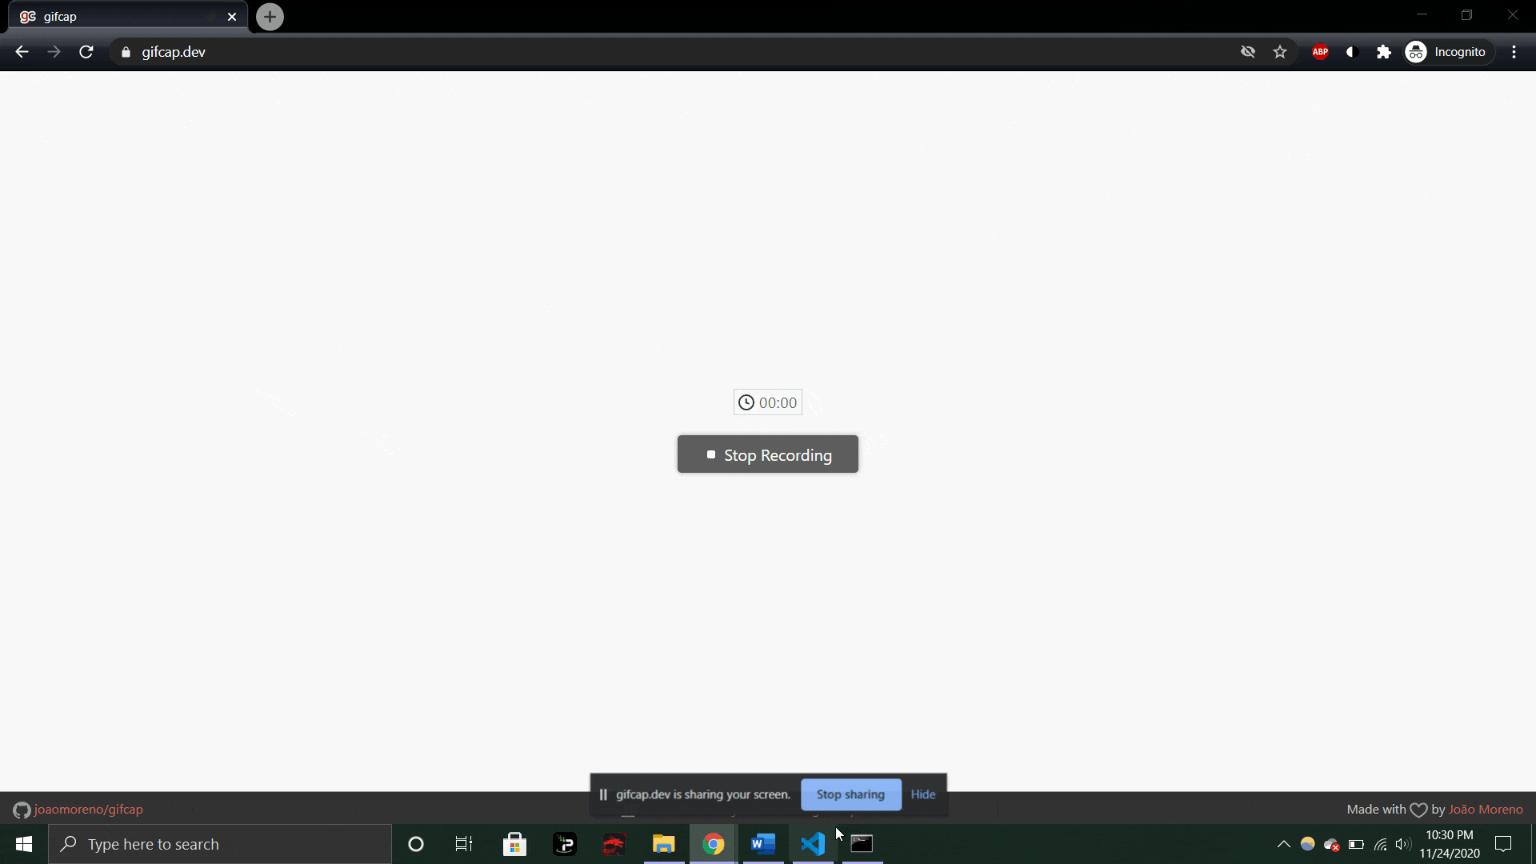 gc gifcap
gifcap.dev
ABP
Incognito
00:00
Stop Recording
gifcap.dev is sharing your screen. Stop sharing Hide
joaomoreno/gifcap
Made with by João Moreno
Type here to search
W
10:30 PM
11/24/2020